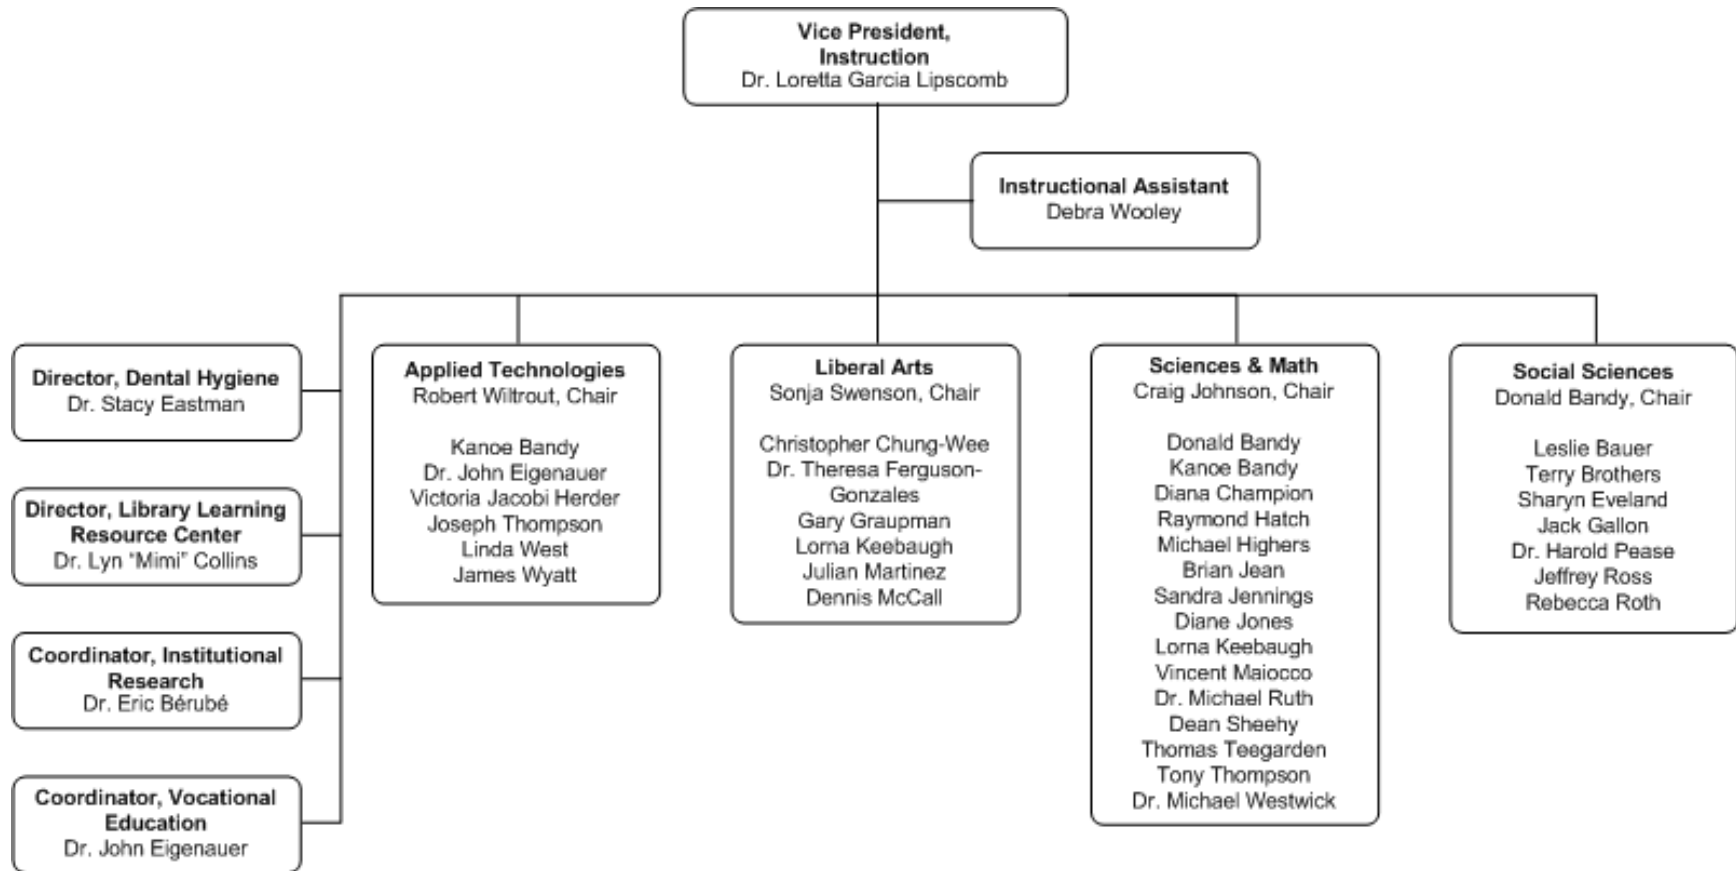 Vice President,
Instruction
Dr. Loretta Garcia Lipscomb
Instructional Assistant
Debra Wooley
Director, Dental Hygiene
Dr. Stacy Eastman
Director, Library Learning
Resource Center
Dr. Lyn “Mimi” Collins
Coordinator, Institutional
Research
Dr. Eric Bérubé
Coordinator, Vocational
Education
Dr. John Eigenauer
Applied Technologies
Robert Wiltrout, Chair
Kanoe Bandy
Dr. John Eigenauer
Victoria Jacobi Herder
Joseph Thompson
Linda West
James Wyatt
Liberal Arts
Sonja Swenson, Chair
Christopher Chung-Wee
Dr. Theresa Ferguson-
Gonzales
Gary Graupman
Lorna Keebaugh
Julian Martinez
Dennis McCall
Sciences & Math
Craig Johnson, Chair
Donald Bandy
Kanoe Bandy
Diana Champion
Raymond Hatch
Michael Highers
Brian Jean
Sandra Jennings
Diane Jones
Lorna Keebaugh
Vincent Maiocco
Dr. Michael Ruth
Dean Sheehy
Thomas Teegarden
Tony Thompson
Dr. Michael Westwick
Social Sciences
Donald Bandy, Chair
Leslie Bauer
Terry Brothers
Sharyn Eveland
Jack Gallon
Dr. Harold Pease
Jeffrey Ross
Rebecca Roth